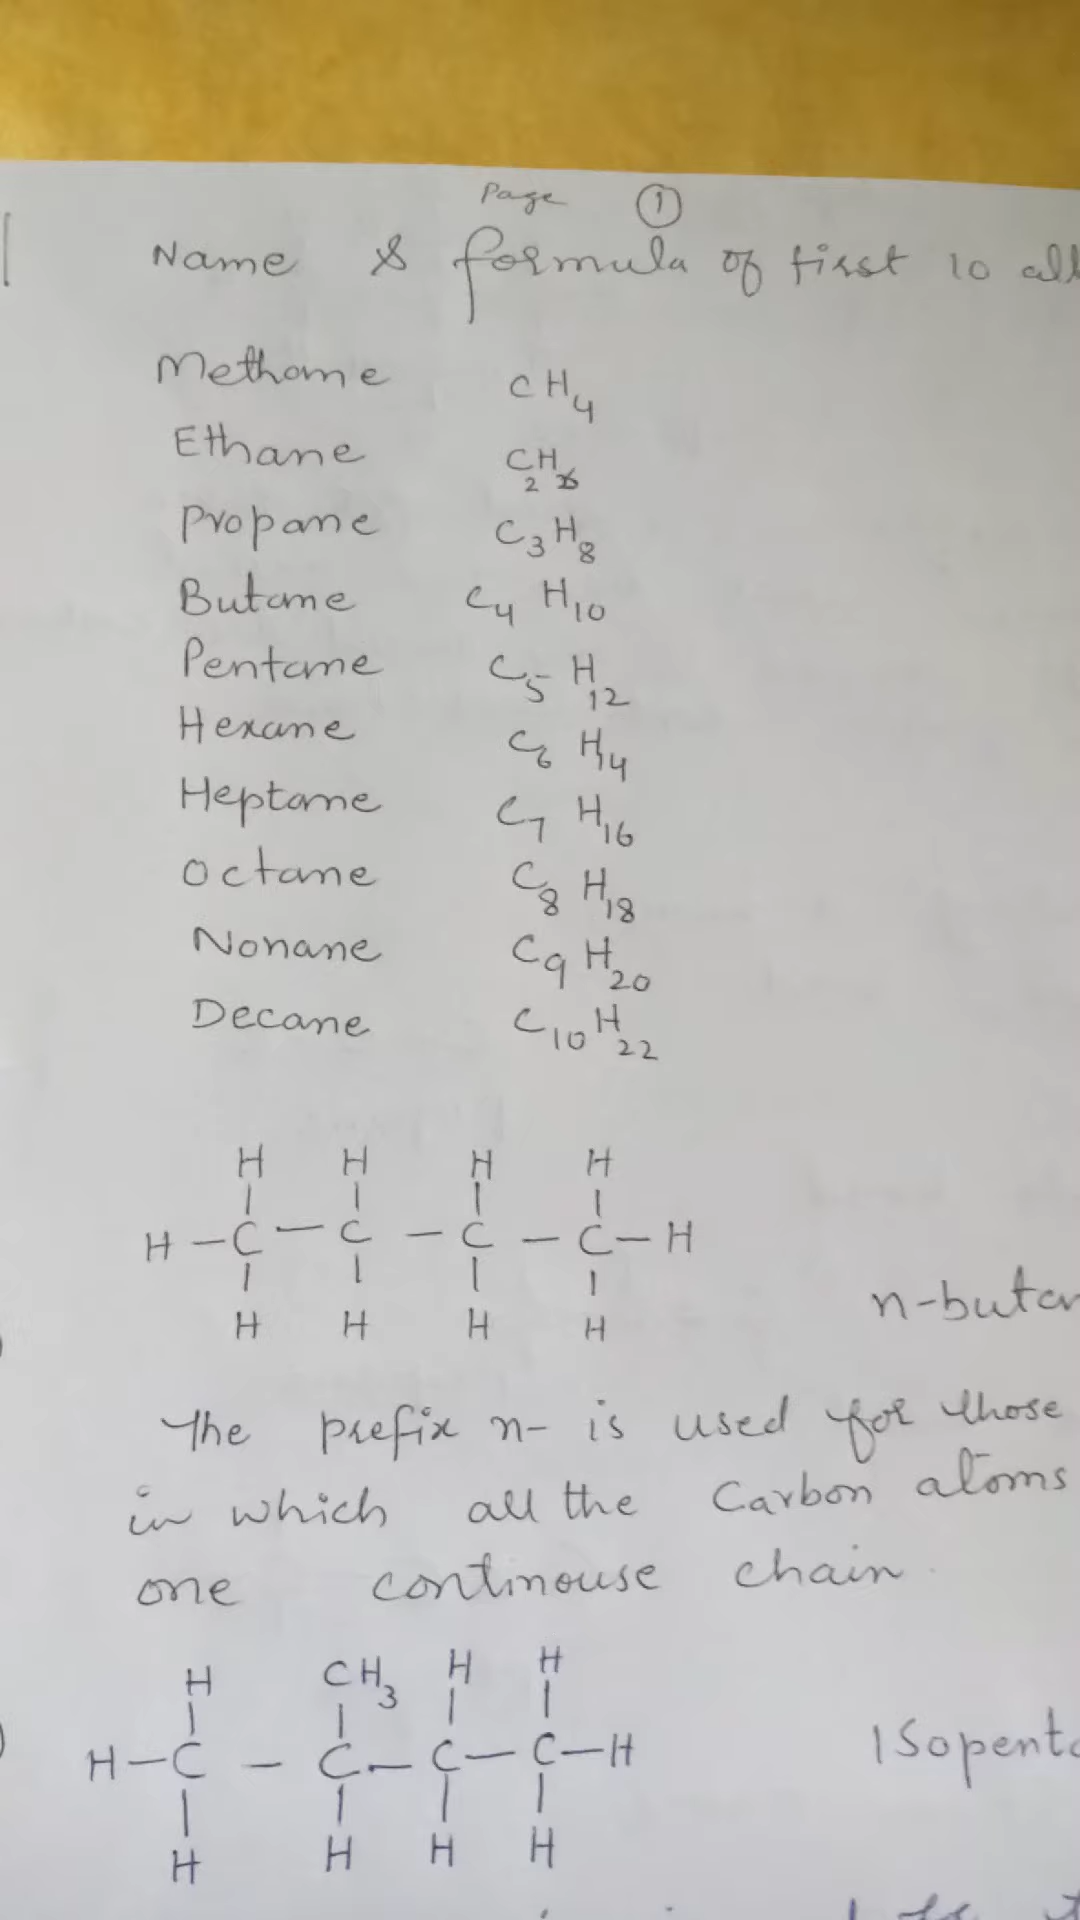 Page ①
Name & formula of first 10
Methane CH₄
Ethane C₂H₆
Propane C₃H₈
Butane C₄H₁₀
Pentane C₅H₁₂
Hexane C₆H₁₄
Heptane C₇H₁₆
Octane C₈H₁₈
Nonane C₉H₂₀
Decane C₁₀H₂₂
H H H H
H - C - C - C - C - H
H H H H
n-butan
The prefix n- is used for those
in which all the Carbon atoms
one continouse chain
H CH₃ H H
H - C - C - C - C - H
Isopenta
H H H H